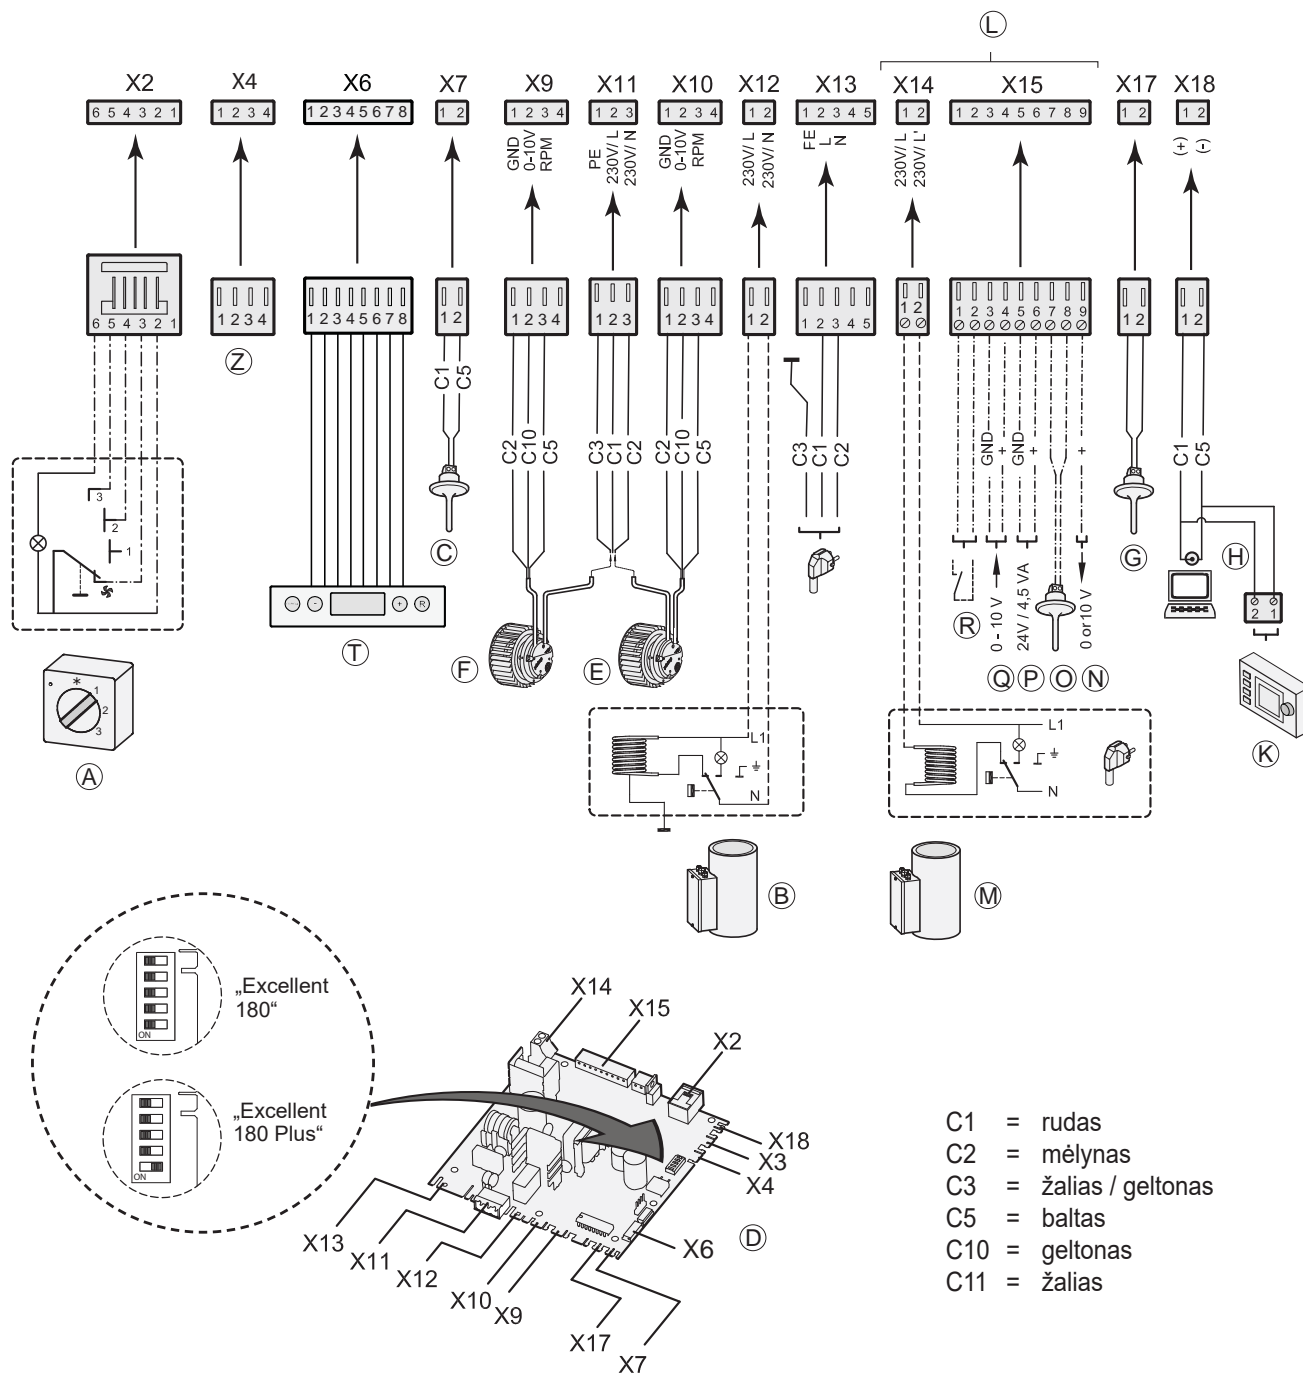 L
X2 X4 X6 X7 X9 X11 X10 X12 X13 X14 X15 X17 X18
6 5 4 3 2 1
1 2 3 4
1 2 3 4 5 6 7 8
1 2
1 2 3 4
1 2 3
1 2 3 4
1 2
1 2 3 4 5
1 2
1 2 3 4 5 6 7 8 9
1 2
1 2
GND
0-10V
RPM
PE
230V/ L
230V/ N
GND
0-10V
RPM
230V/ L
230V/ N
FE
L
N
230V/ L
230V/ L'
(+)
(-)
6 5 4 3 2 1
1 2 3 4
1 2 3 4 5 6 7 8
1 2
1 2 3 4
1 2 3
1 2 3 4
1 2
1 2 3 4 5
1 2
1 2 3 4 5 6 7 8 9
1 2
1 2
Z
C1 C5
C2 C10 C5
C3 C1 C2
C2 C10 C5
C3 C1 C2
GND + GND + +
C1 C5
3
2
1
C
G
H
- + R
T
F
E
R
0 - 10 V
24V / 4,5 VA
0 or10 V
Q P O N
2 1
* 1 2 3
A
L1
N
L1
N
K
B
M
„Excellent
180“
ON
„Excellent
180 Plus“
ON
X14
X15
X2
X18
X3
X4
X6
D
X13
X11
X12
X10
X9
X17
X7
C1 = rudas
C2 = mėlynas
C3 = žalias / geltonas
C5 = baltas
C10 = geltonas
C11 = žalias